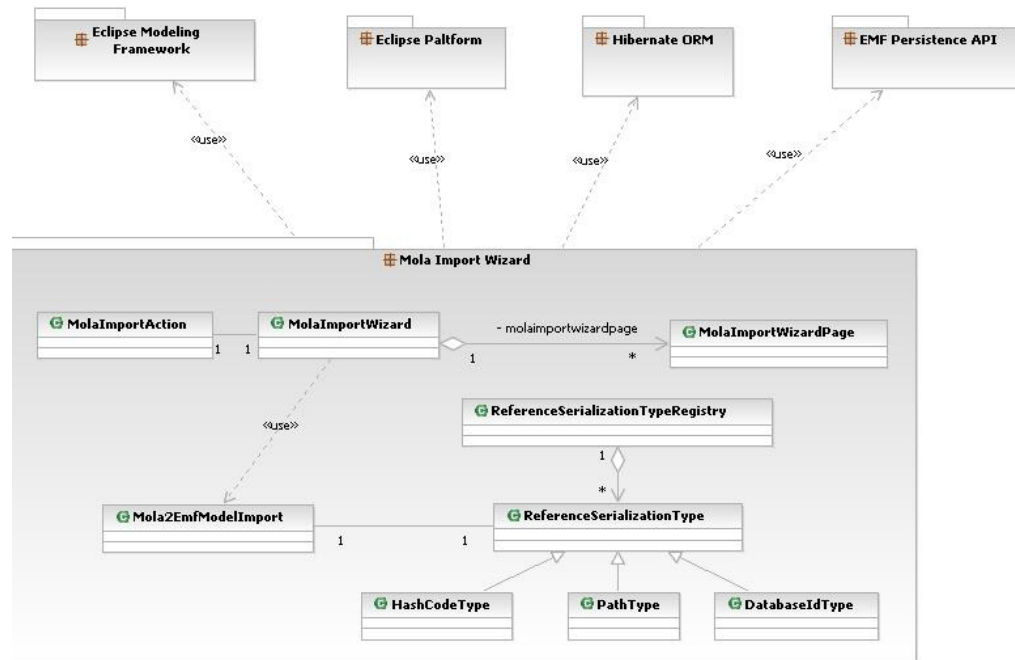 Eclipse Modeling
Framework
Eclipse Paltform
Hibernate ORM
EMF Persistence API
«use»
«use»
«use»
«use»
Mola Import Wizard
MolaImportAction
MolaImportWizard
- molaimportwizardpage
MolaImportWizardPage
1
1
1
*
«use»
ReferenceSerializationTypeRegistry
1
*
Mola2EmfModelImport
ReferenceSerializationType
1
1
HashCodeType
PathType
DatabaseIdType